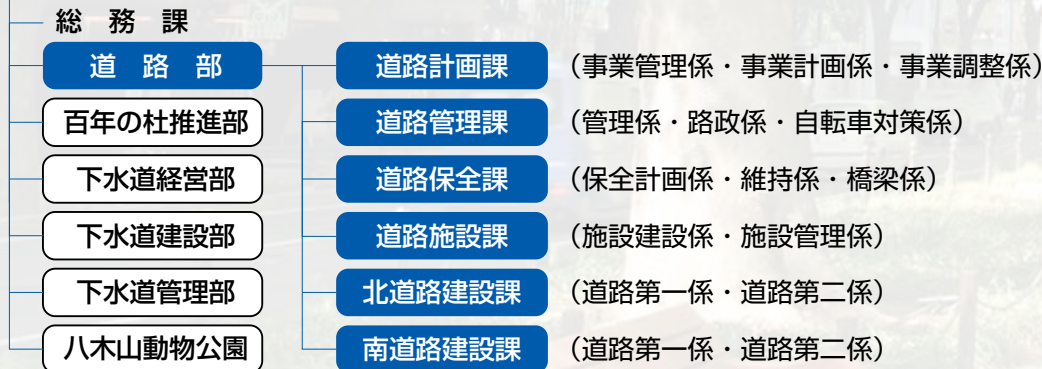 総務課
道路部 道路計画課 （事業管理係・事業計画係・事業調整係）
百年の杜推進部 道路管理課 （管理係・路政係・自転車対策係）
下水道経営部 道路保全課 （保全計画係・維持係・橋梁係）
下水道建設部 道路施設課 （施設建設係・施設管理係）
下水道管理部 北道路建設課 （道路第一係・道路第二係）
八木山動物公園 南道路建設課 （道路第一係・道路第二係）